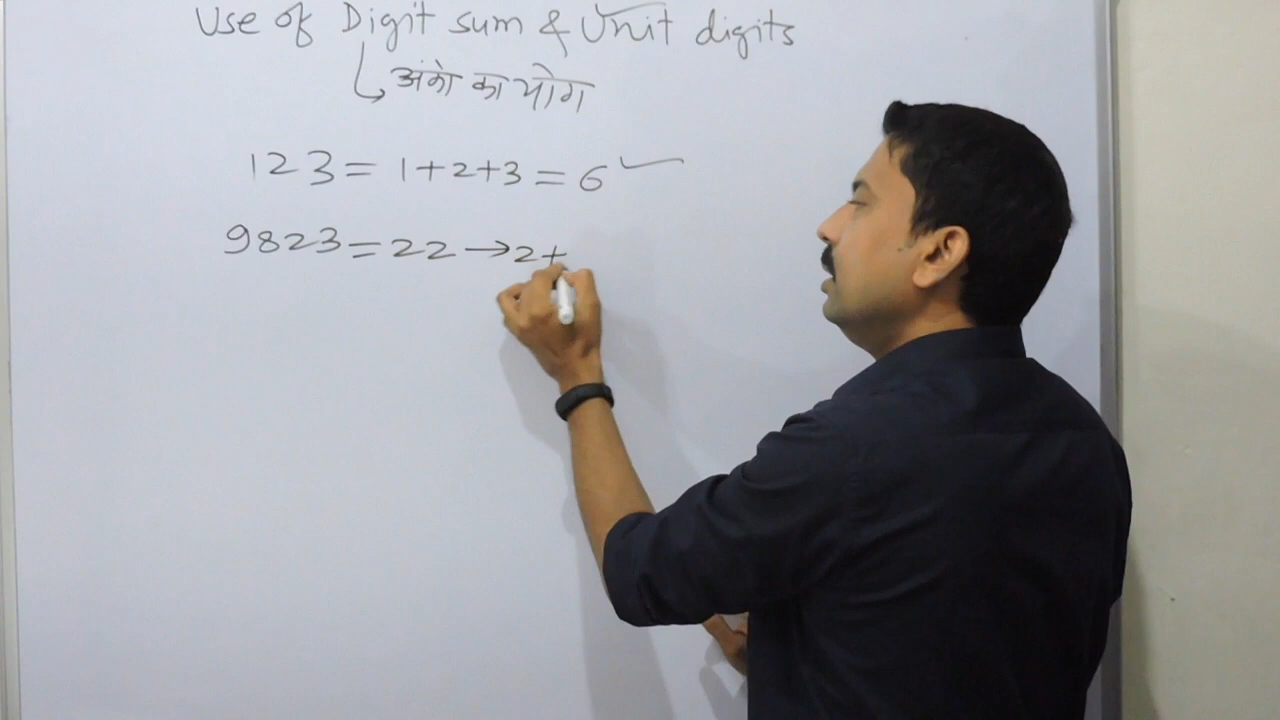 Use of Digit sum & Unit digits
अंको का योग
123 = 1+2+3 = 6
9823 = 22 → 2+